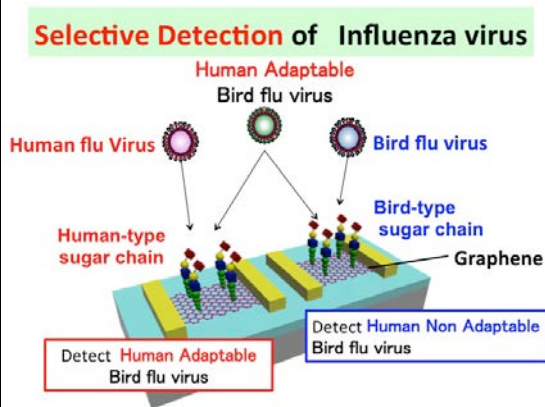 Selective Detection of Influenza virus
Human Adaptable
Bird flu virus
Human flu Virus
Bird flu virus
Human-type
sugar chain
Bird-type
sugar chain
Graphene
Detect Human Adaptable
Bird flu virus
Detect Human Non Adaptable
Bird flu virus